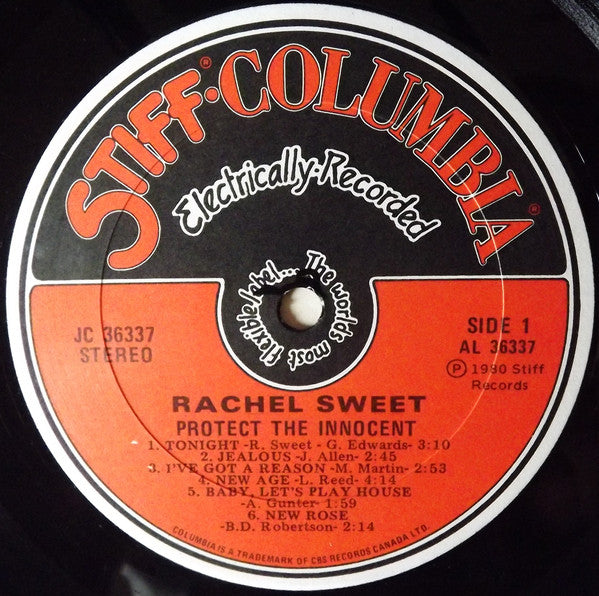 STIFF®·COLUMBIA®
Electrically·Recorded
The worlds most flexible label...
JC 36337
STEREO
SIDE 1
AL 36337
℗ 1980 Stiff
Records
RACHEL SWEET
PROTECT THE INNOCENT
1. TONIGHT -R. Sweet - G. Edwards- 3:10
2. JEALOUS -J. Allen- 2:45
3. I'VE GOT A REASON -M. Martin- 2:53
4. NEW AGE -L. Reed- 4:14
5. BABY, LET'S PLAY HOUSE
-A. Gunter- 1:59
6. NEW ROSE
-B.D. Robertson- 2:14
COLUMBIA IS A TRADEMARK OF CBS RECORDS CANADA LTD.